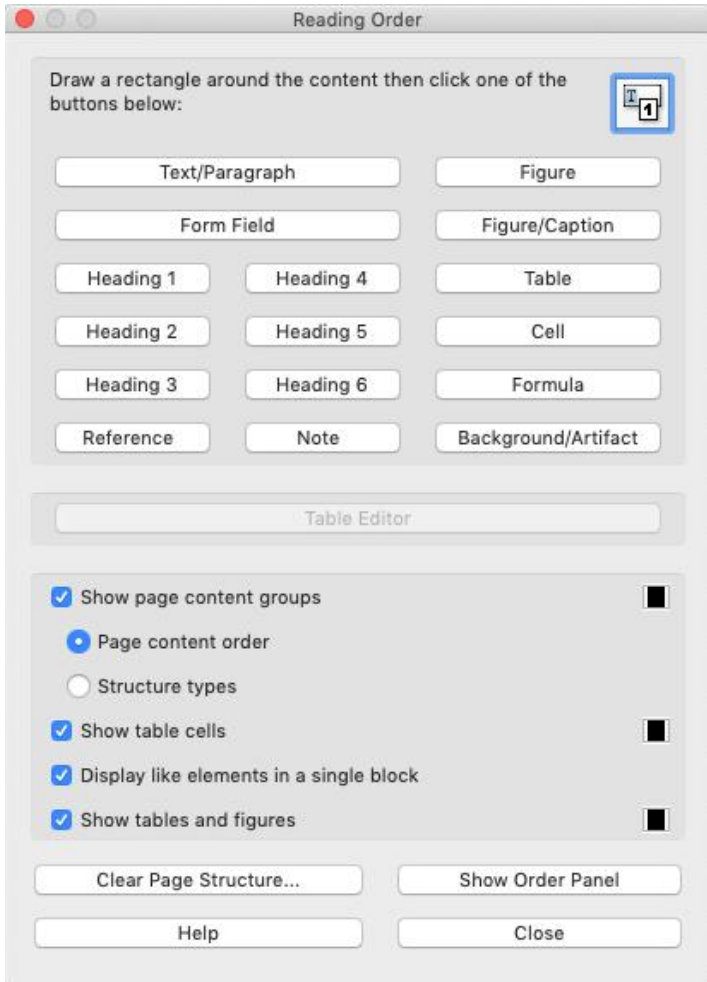 Reading Order
Draw a rectangle around the content then click one of the
buttons below:
T
1
Text/Paragraph
Figure
Form Field
Figure/Caption
Heading 1
Heading 4
Table
Heading 2
Heading 5
Cell
Heading 3
Heading 6
Formula
Reference
Note
Background/Artifact
Table Editor
Show page content groups
Page content order
Structure types
Show table cells
Display like elements in a single block
Show tables and figures
Clear Page Structure...
Show Order Panel
Help
Close